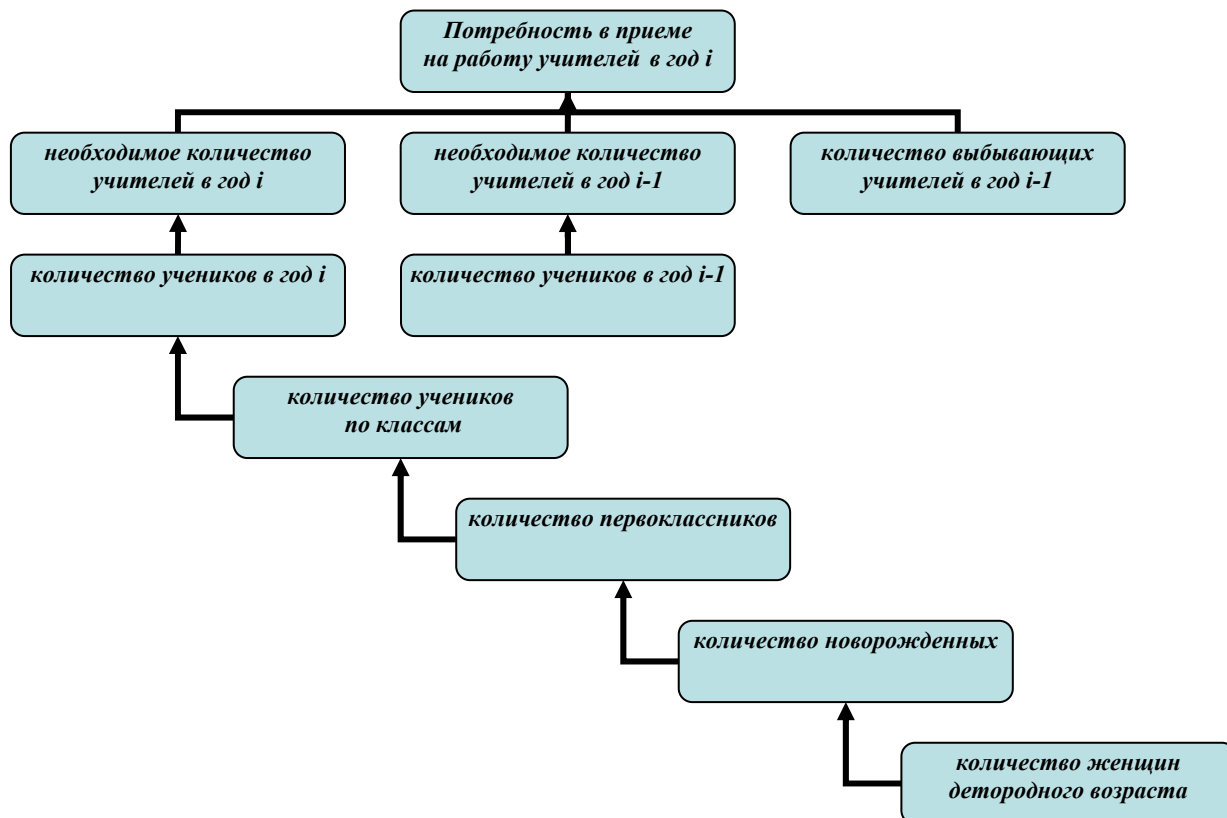 Потребность в приеме
на работу учителей в год i
необходимое количество
учителей в год i
необходимое количество
учителей в год i-1
количество выбывающих
учителей в год i-1
количество учеников в год i
количество учеников в год i-1
количество учеников
по классам
количество первоклассников
количество новорожденных
количество женщин
детородного возраста